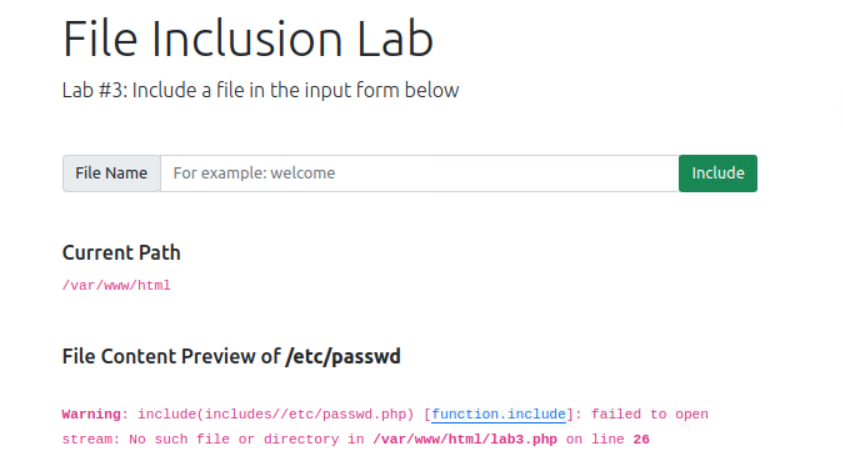 File Inclusion Lab
Lab #3: Include a file in the input form below
File Name For example: welcome Include
Current Path
/var/www/html
File Content Preview of /etc/passwd
Warning: include(includes//etc/passwd.php) [function.include]: failed to open
stream: No such file or directory in /var/www/html/lab3.php on line 26